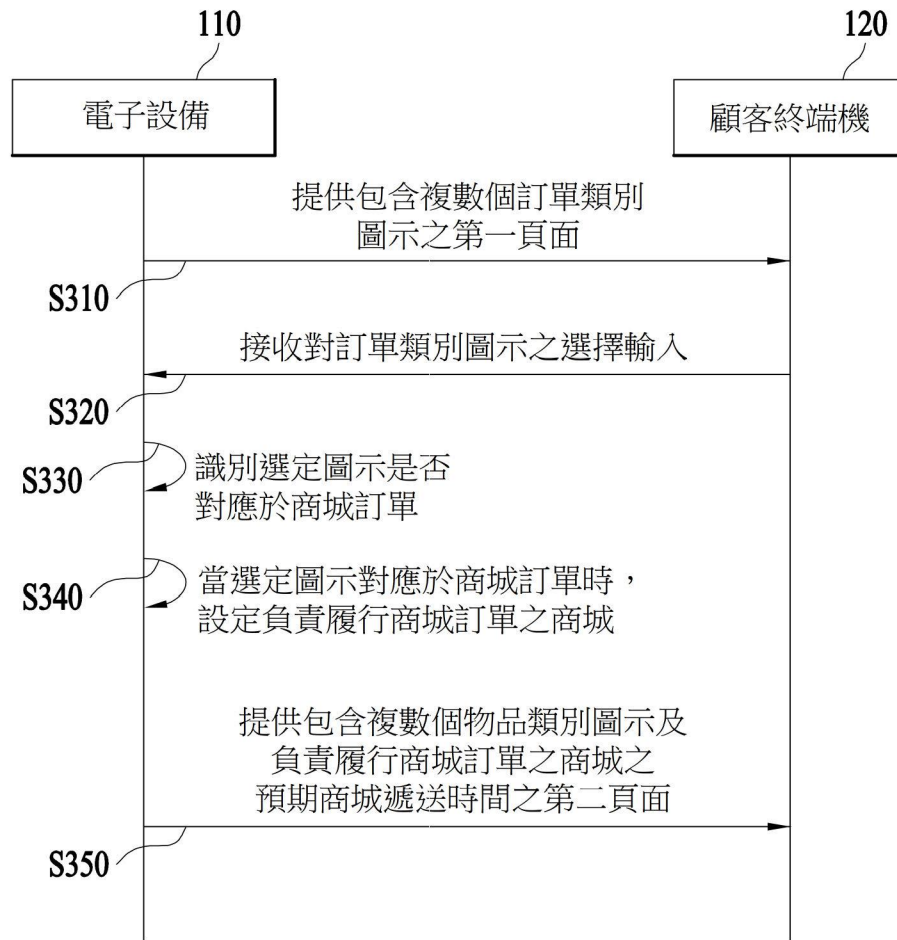 110
120
電子設備
顧客終端機
提供包含複數個訂單類別
圖示之第一頁面
S310
接收對訂單類別圖示之選擇輸入
S320
S330
識別選定圖示是否
對應於商城訂單
S340
當選定圖示對應於商城訂單時，
設定負責履行商城訂單之商城
提供包含複數個物品類別圖示及
負責履行商城訂單之商城之
預期商城遞送時間之第二頁面
S350